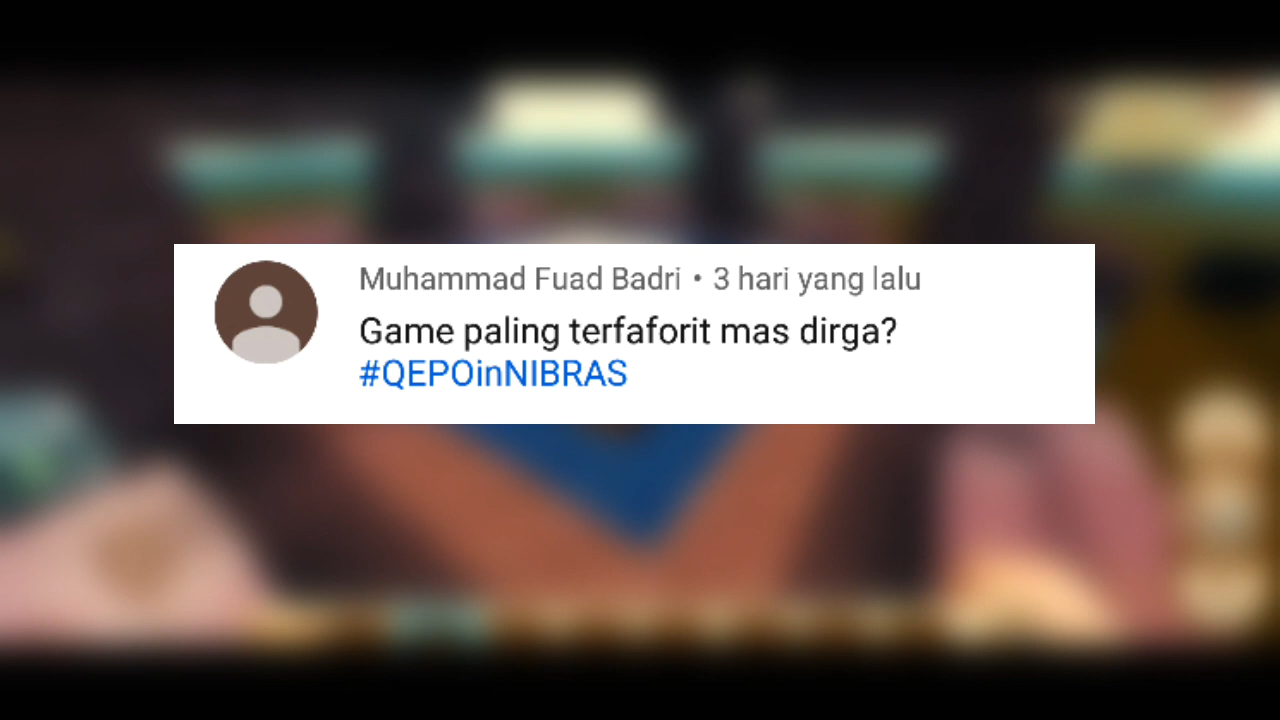 Muhammad Fuad Badri • 3 hari yang lalu
Game paling terfaforit mas dirga?
#QEPOinNIBRAS